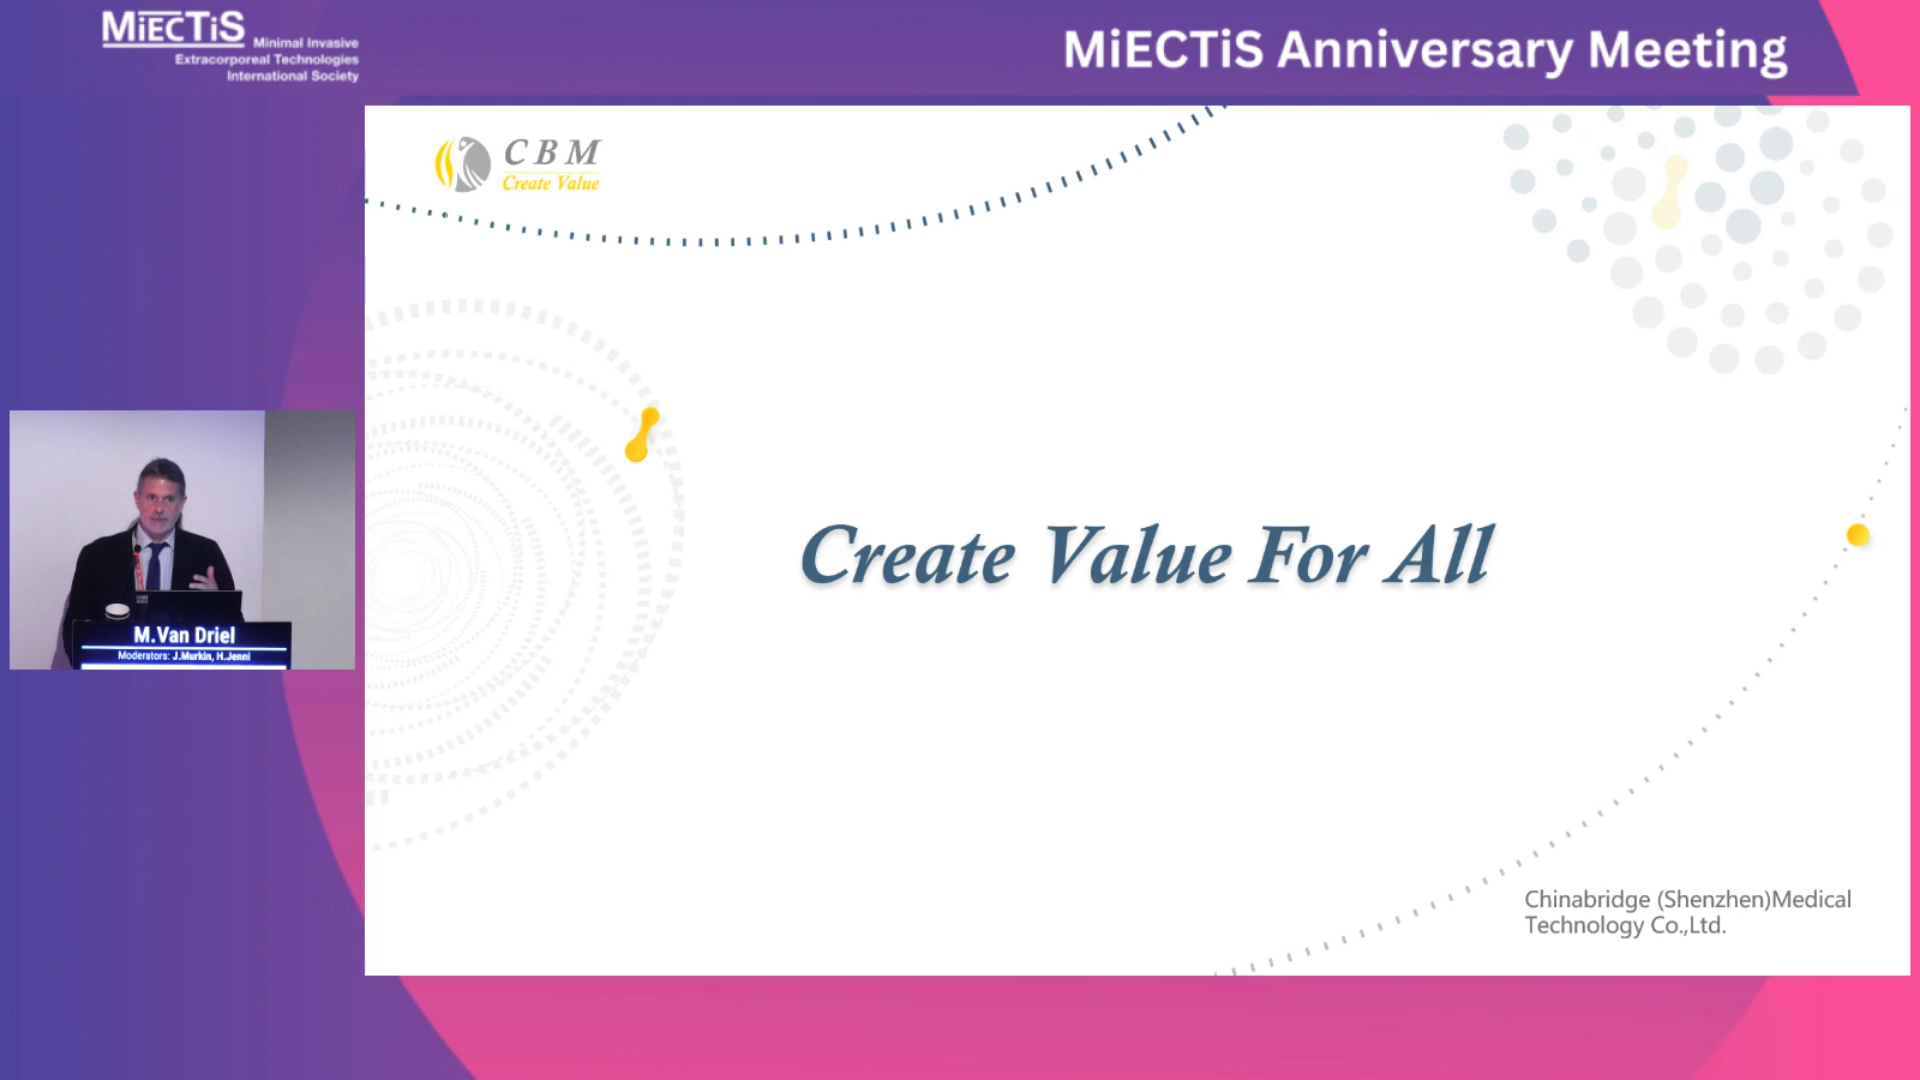 MiECTiS
Minimal Invasive
Extracorporeal Technologies
International Society
MiECTiS Anniversary Meeting
CBM
Create Value
Create Value For All
M.Van Driel
Moderators: J.Murkin, H.Jenni
Chinabridge (Shenzhen)Medical
Technology Co.,Ltd.